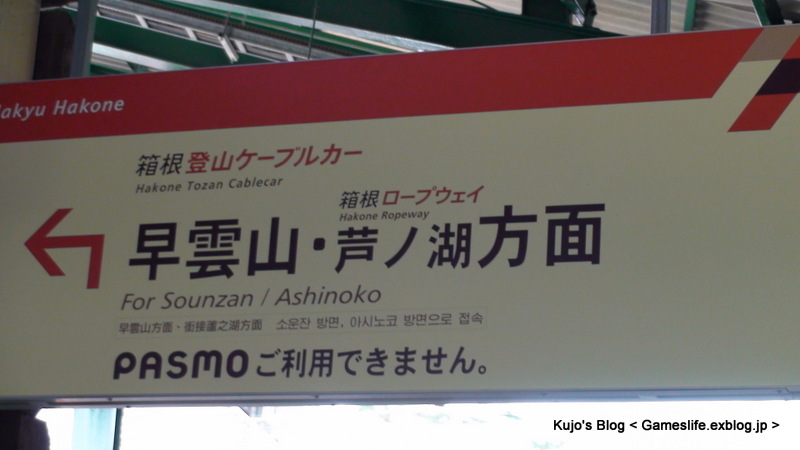 akyu Hakone
箱根登山ケーブルカー
Hakone Tozan Cablecar
箱根ロープウェイ
Hakone Ropeway
早雲山・芦ノ湖方面
For Sounzan / Ashinoko
早雲山方面、銜接蘆之湖方面 소운잔 방면, 아시노코 방면으로 접속
PASMOご利用できません。
Kujo's Blog < Gameslife.exblog.jp >